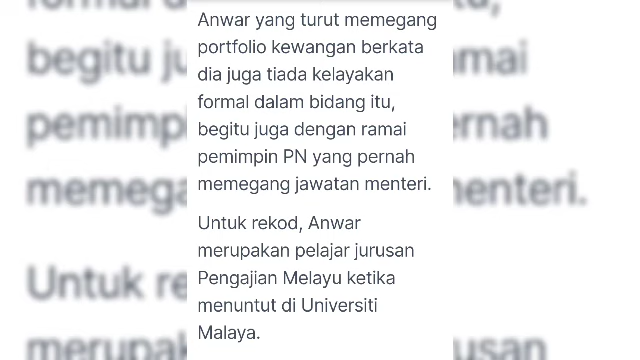 Anwar yang turut memegang
portfolio kewangan berkata
dia juga tiada kelayakan
formal dalam bidang itu,
begitu juga dengan ramai
pemimpin PN yang pernah
memegang jawatan menteri.
Untuk rekod, Anwar
merupakan pelajar jurusan
Pengajian Melayu ketika
menuntut di Universiti
Malaya.